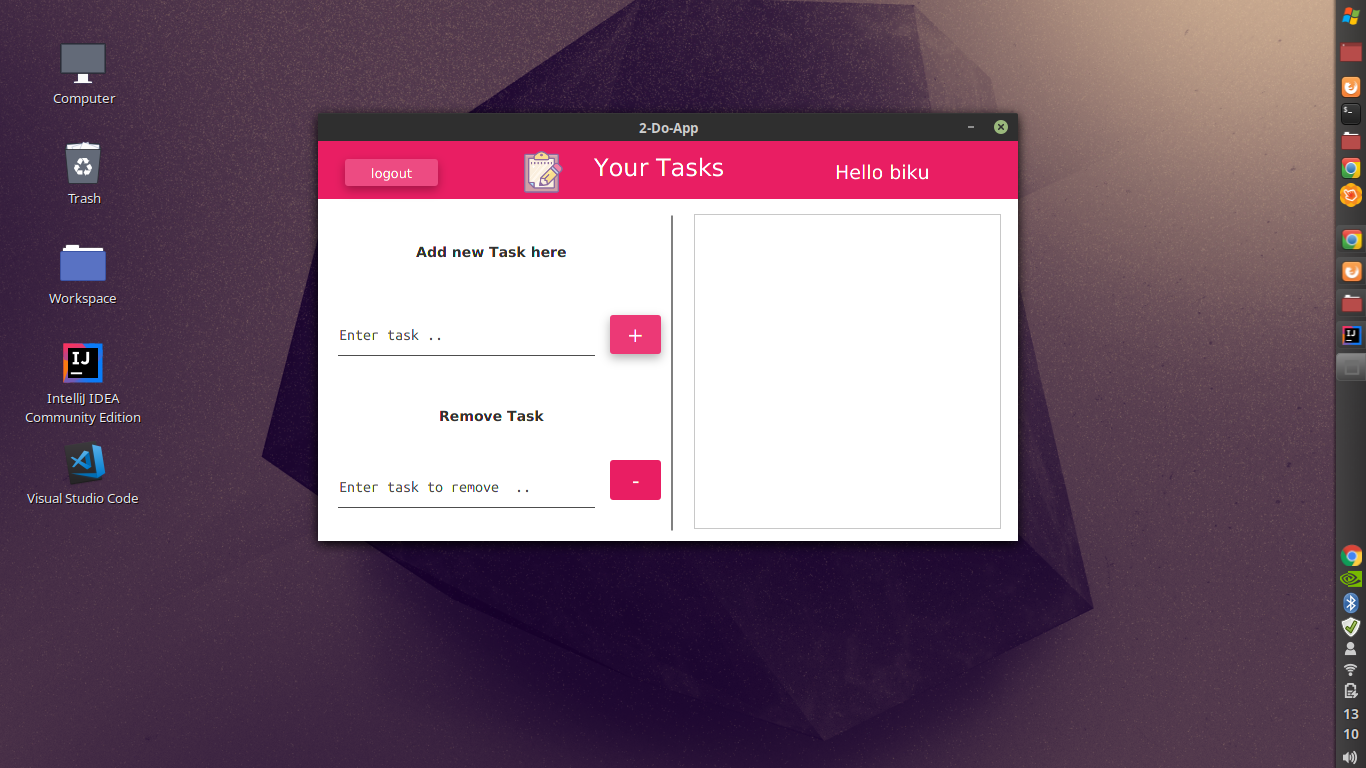 Computer
Trash
Workspace
IJ
IntelliJ IDEA
Community Edition
Visual Studio Code
2-Do-App
logout
Your Tasks
Hello biku
Add new Task here
Enter task ..
+
Remove Task
Enter task to remove  ..
-
$_
IJ
13
10